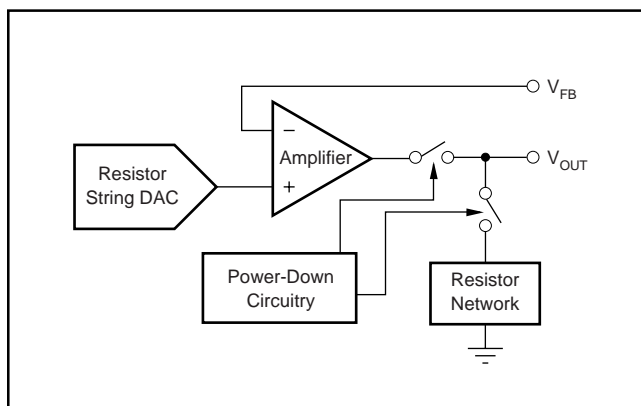 V_FB
−
Amplifier
+
V_OUT
Resistor
String DAC
Power-Down
Circuitry
Resistor
Network